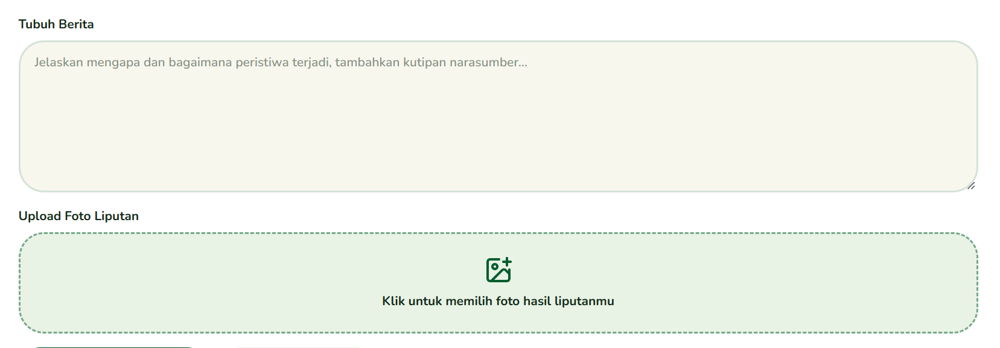 Tubuh Berita
Jelaskan mengapa dan bagaimana peristiwa terjadi, tambahkan kutipan narasumber...
Upload Foto Liputan
Klik untuk memilih foto hasil liputanmu